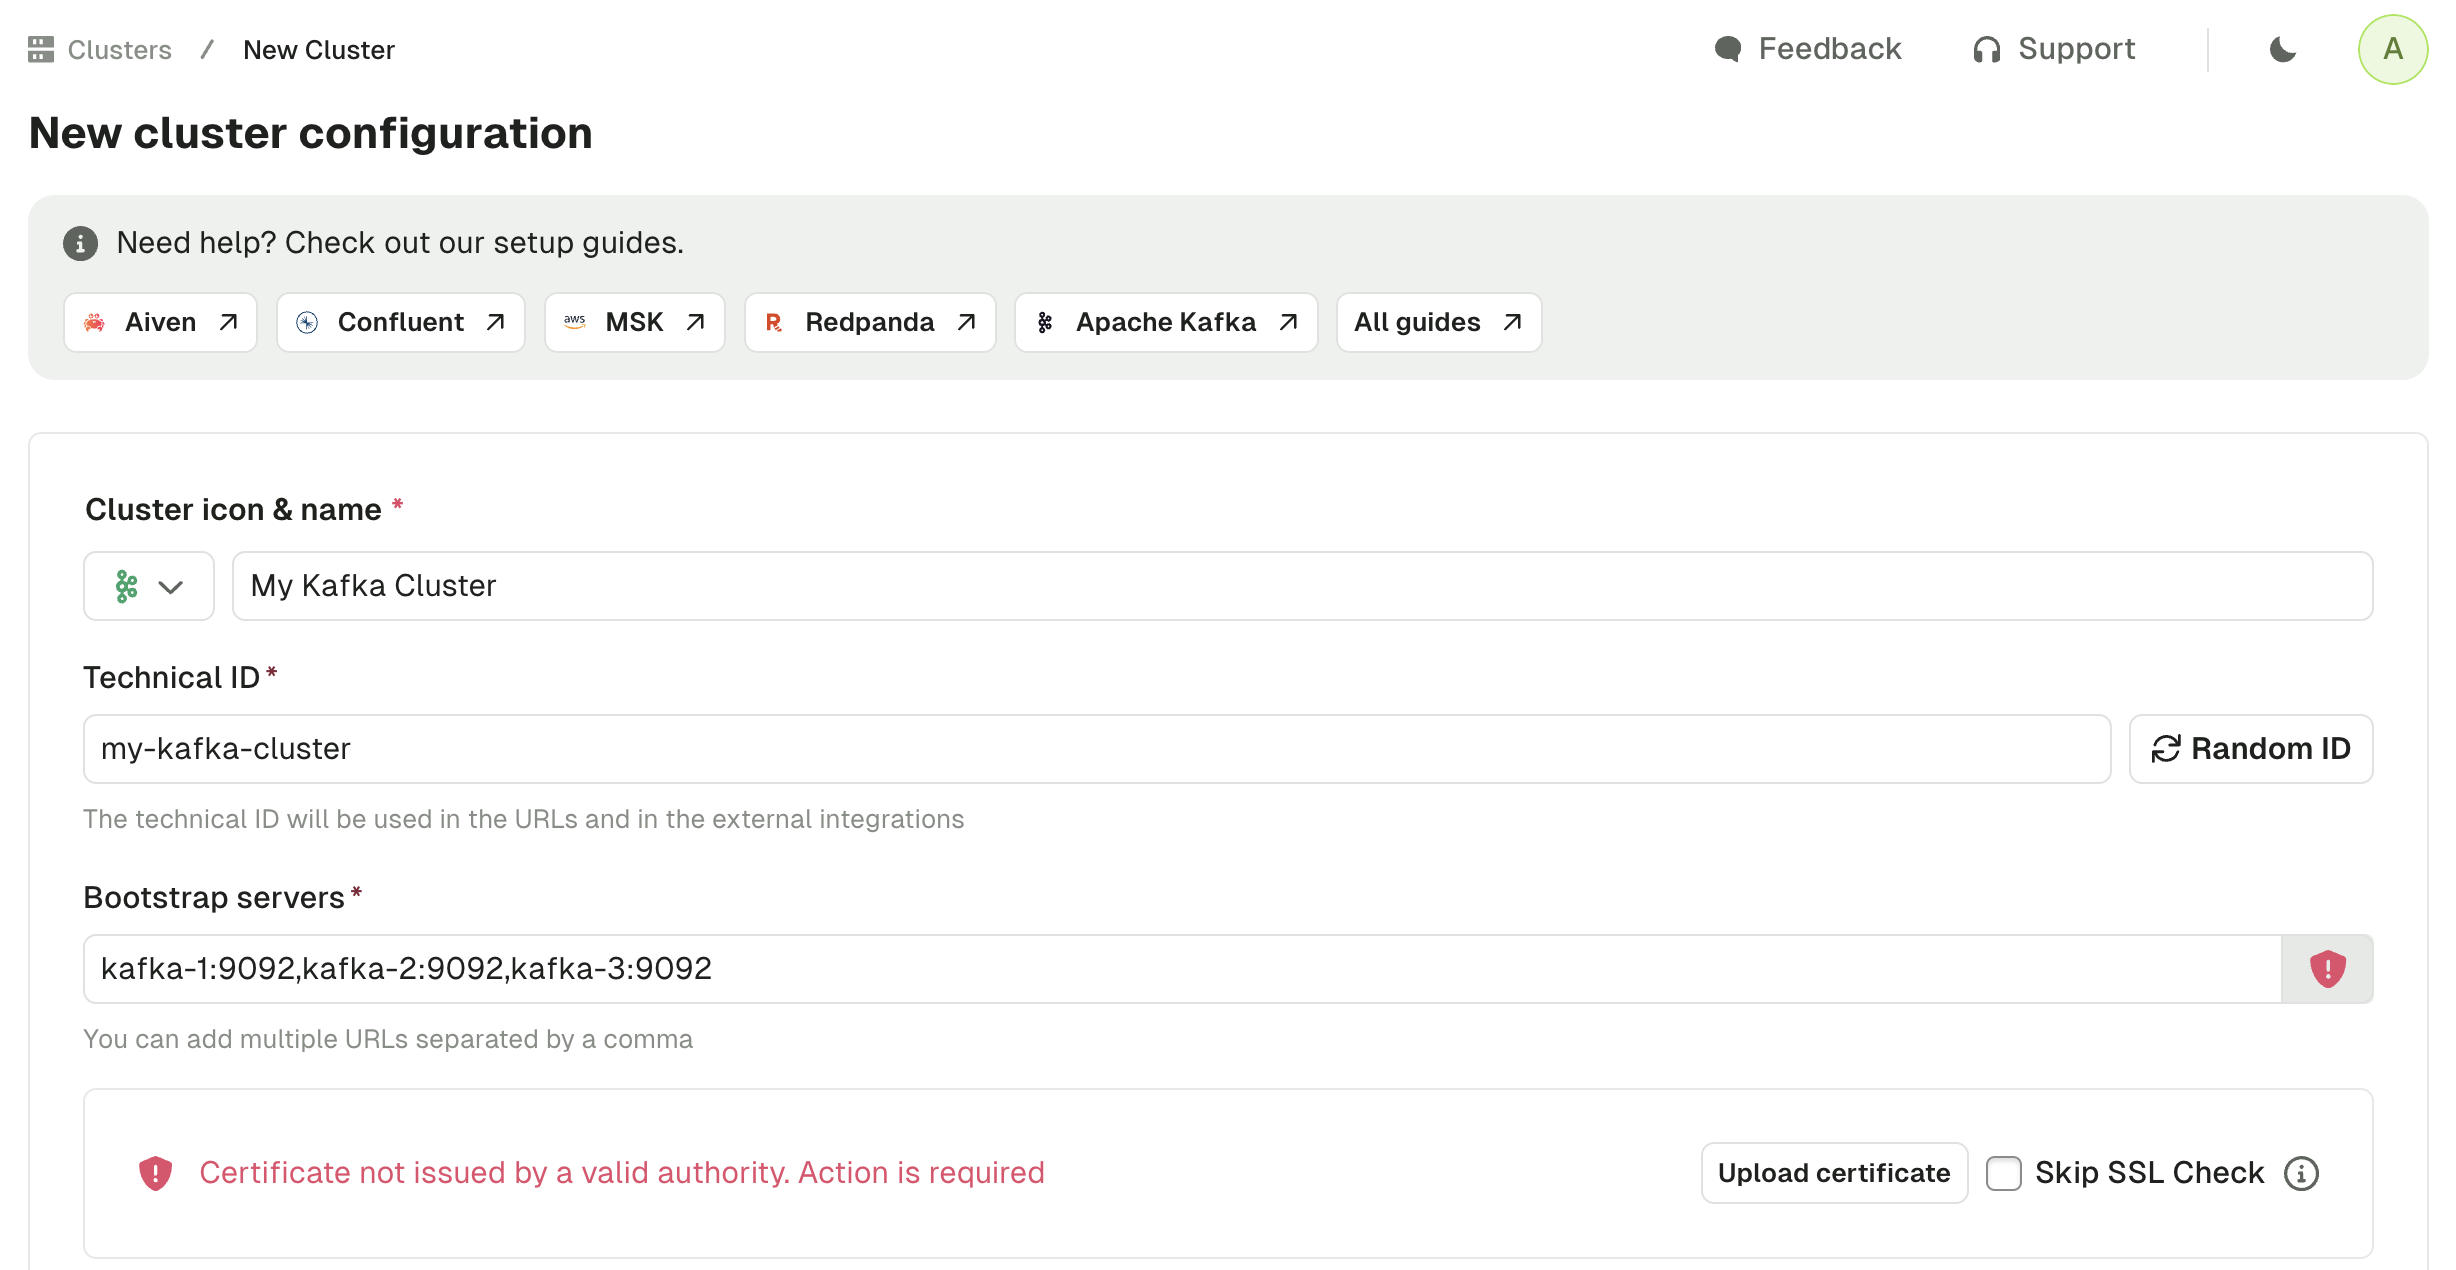 Clusters / New Cluster
Feedback
Support
A
New cluster configuration
Need help? Check out our setup guides.
Aiven
Confluent
aws MSK
Redpanda
Apache Kafka
All guides
Cluster icon & name *
My Kafka Cluster
Technical ID *
my-kafka-cluster
Random ID
The technical ID will be used in the URLs and in the external integrations
Bootstrap servers *
kafka-1:9092,kafka-2:9092,kafka-3:9092
You can add multiple URLs separated by a comma
Certificate not issued by a valid authority. Action is required
Upload certificate
Skip SSL Check